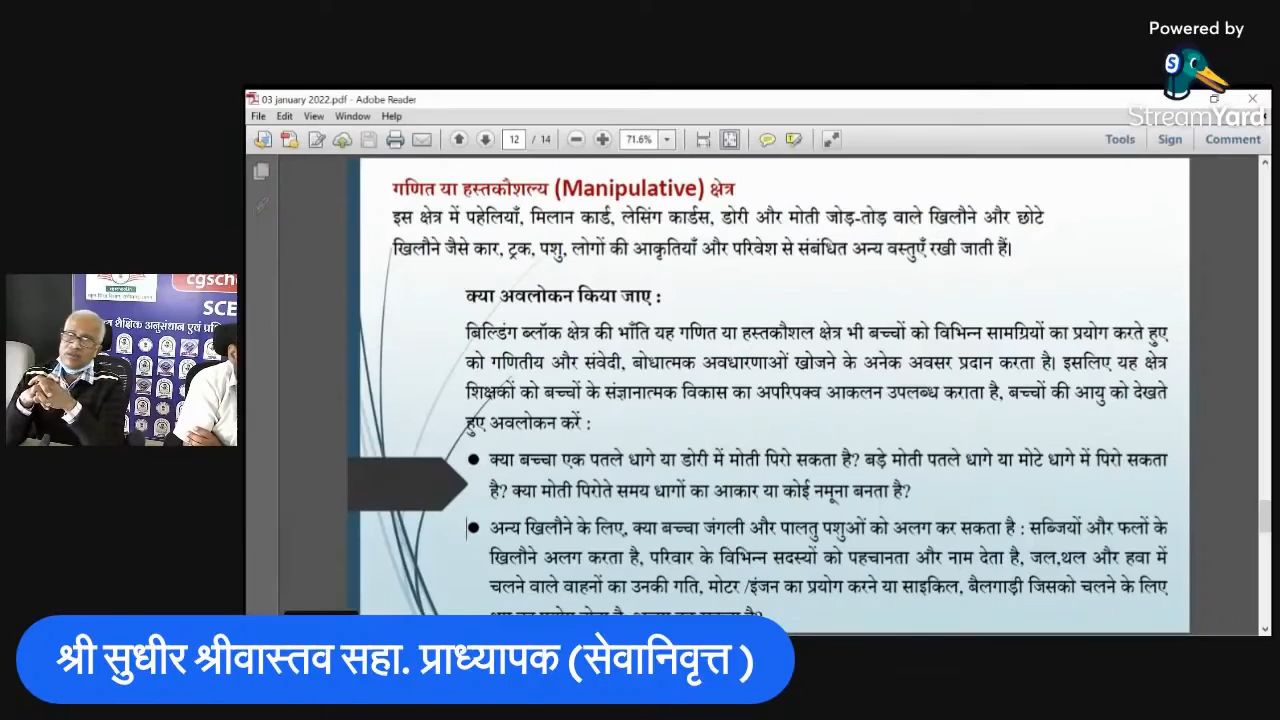 Powered by
StreamYard
03 january 2022.pdf - Adobe Reader
File Edit View Window Help
12 / 14 71.6% Tools Sign Comment
गणित या हस्तकौशल्य (Manipulative) क्षेत्र
इस क्षेत्र में पहेलियाँ, मिलान कार्ड, लेसिंग कार्डस, डोरी और मोती जोड़-तोड़ वाले खिलौने और छोटे
खिलौने जैसे कार, ट्रक, पशु, लोगों की आकृतियाँ और परिवेश से संबंधित अन्य वस्तुएँ रखी जाती हैं।
क्या अवलोकन किया जाए :
बिल्डिंग ब्लॉक क्षेत्र की भाँति यह गणित या हस्तकौशल क्षेत्र भी बच्चों को विभिन्न सामग्रियों का प्रयोग करते हुए
को गणितीय और संवेदी, बोधात्मक अवधारणाओं खोजने के अनेक अवसर प्रदान करता है। इसलिए यह क्षेत्र
शिक्षकों को बच्चों के संज्ञानात्मक विकास का अपरिपक्व आकलन उपलब्ध कराता है, बच्चों की आयु को देखते
हुए अवलोकन करें :
● क्या बच्चा एक पतले धागे या डोरी में मोती पिरो सकता है? बड़े मोती पतले धागे या मोटे धागे में पिरो सकता
है? क्या मोती पिरोते समय धागों का आकार या कोई नमूना बनता है?
● अन्य खिलौने के लिए, क्या बच्चा जंगली और पालतु पशुओं को अलग कर सकता है : सब्जियों और फलों के
खिलौने अलग करता है, परिवार के विभिन्न सदस्यों को पहचानता और नाम देता है, जल,थल और हवा में
चलने वाले वाहनों का उनकी गति, मोटर /इंजन का प्रयोग करने या साइकिल, बैलगाड़ी जिसको चलने के लिए
cgsch
SCE
शैक्षिक अनुसंधान एवं
श्री सुधीर श्रीवास्तव सहा. प्राध्यापक (सेवानिवृत्त )